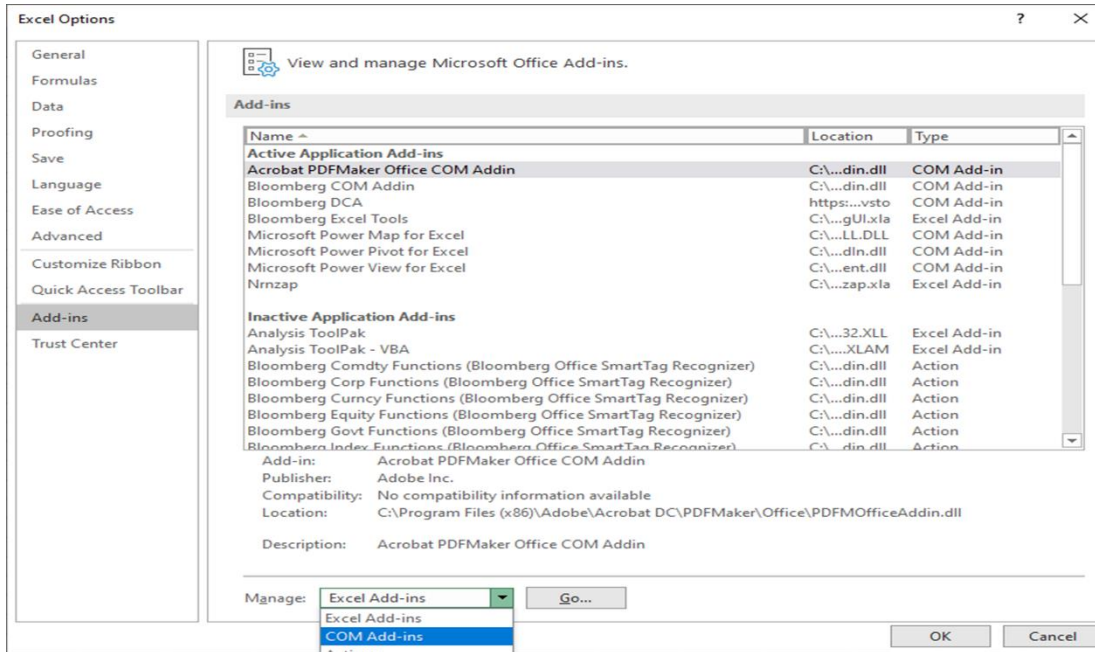 Excel Options ? ×
General
Formulas
Data
Proofing
Save
Language
Ease of Access
Advanced
Customize Ribbon
Quick Access Toolbar
Add-ins
Trust Center
View and manage Microsoft Office Add-ins.
Add-ins
Name Location Type
Active Application Add-ins
Acrobat PDFMaker Office COM Addin C:\...din.dll COM Add-in
Bloomberg COM Addin C:\...din.dll COM Add-in
Bloomberg DCA https:...vsto COM Add-in
Bloomberg Excel Tools C:\...gUI.xla Excel Add-in
Microsoft Power Map for Excel C:\...LL.DLL COM Add-in
Microsoft Power Pivot for Excel C:\...dIn.dll COM Add-in
Microsoft Power View for Excel C:\...ent.dll COM Add-in
Nrnzap C:\...zap.xla Excel Add-in
Inactive Application Add-ins
Analysis ToolPak C:\...32.XLL Excel Add-in
Analysis ToolPak - VBA C:\....XLAM Excel Add-in
Bloomberg Comdty Functions (Bloomberg Office SmartTag Recognizer) C:\...din.dll Action
Bloomberg Corp Functions (Bloomberg Office SmartTag Recognizer) C:\...din.dll Action
Bloomberg Curncy Functions (Bloomberg Office SmartTag Recognizer) C:\...din.dll Action
Bloomberg Equity Functions (Bloomberg Office SmartTag Recognizer) C:\...din.dll Action
Bloomberg Govt Functions (Bloomberg Office SmartTag Recognizer) C:\...din.dll Action
Bloomberg Index Functions (Bloomberg Office SmartTag Recognizer) C:\...din.dll Action
Add-in: Acrobat PDFMaker Office COM Addin
Publisher: Adobe Inc.
Compatibility: No compatibility information available
Location: C:\Program Files (x86)\Adobe\Acrobat DC\PDFMaker\Office\PDFMOfficeAddin.dll
Description: Acrobat PDFMaker Office COM Addin
Manage: Excel Add-ins Go...
Excel Add-ins
COM Add-ins
OK Cancel